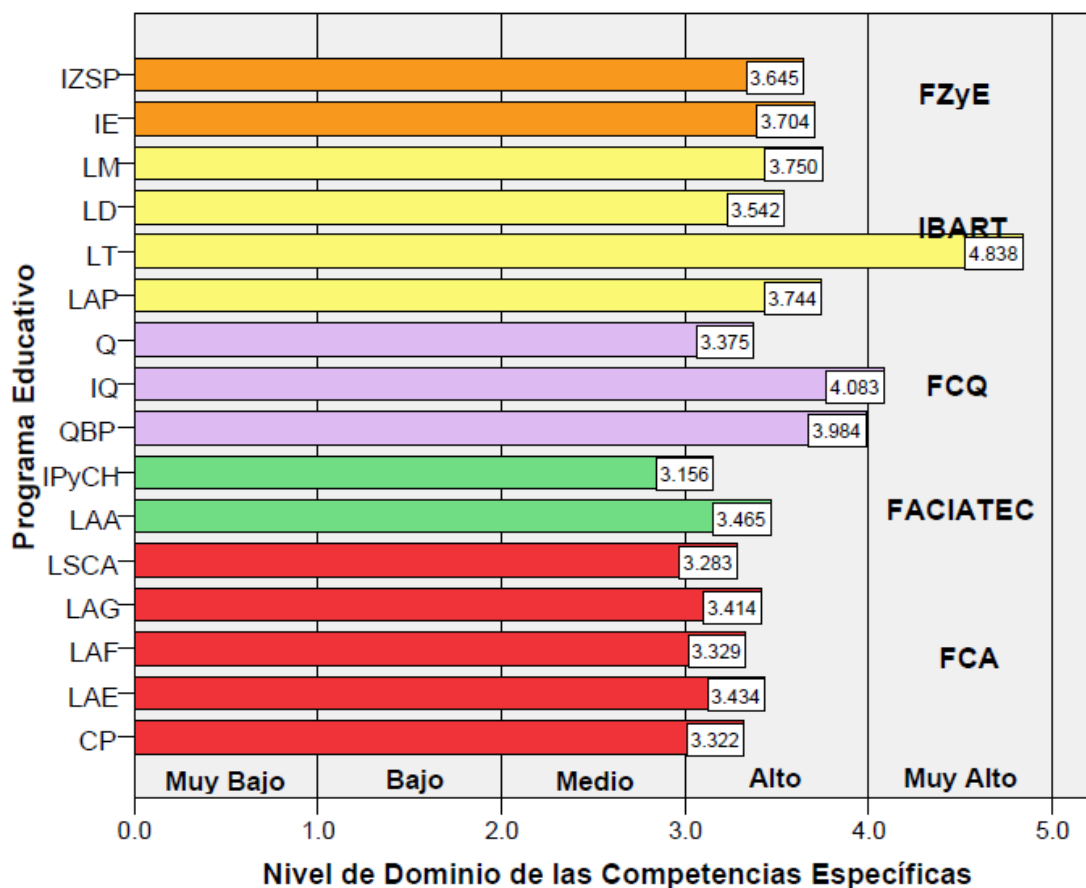 Programa Educativo
IZSP 3.645
FZyE
IE 3.704
LM 3.750
LD 3.542
IBART
LT 4.838
LAP 3.744
Q 3.375
IQ 4.083
FCQ
QBP 3.984
IPyCH 3.156
FACIATEC
LAA 3.465
LSCA 3.283
LAG 3.414
LAF 3.329
FCA
LAE 3.434
CP 3.322
Muy Bajo Bajo Medio Alto Muy Alto
0.0 1.0 2.0 3.0 4.0 5.0
Nivel de Dominio de las Competencias Específicas